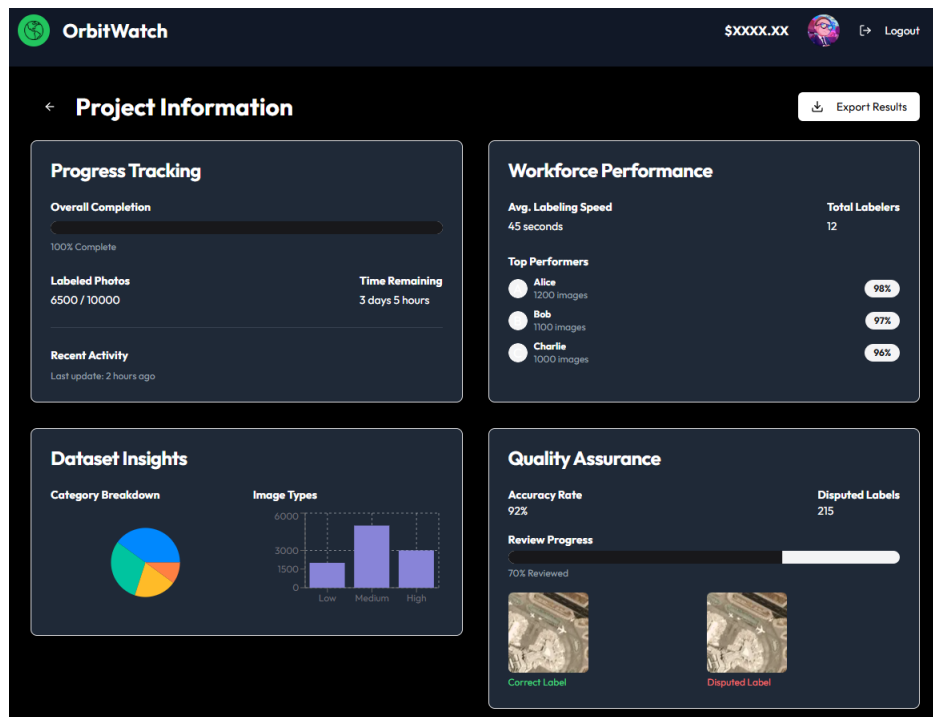 OrbitWatch
$XXXX.XX
Logout
Project Information
Export Results
Progress Tracking
Overall Completion
100% Complete
Labeled Photos
6500 / 10000
Time Remaining
3 days 5 hours
Recent Activity
Last update: 2 hours ago
Workforce Performance
Avg. Labeling Speed
45 seconds
Total Labelers
12
Top Performers
Alice
1200 images
98%
Bob
1100 images
97%
Charlie
1000 images
96%
Dataset Insights
Category Breakdown
Image Types
6000
3000
1500
0
Low
Medium
High
Quality Assurance
Accuracy Rate
92%
Disputed Labels
215
Review Progress
70% Reviewed
Correct Label
Disputed Label